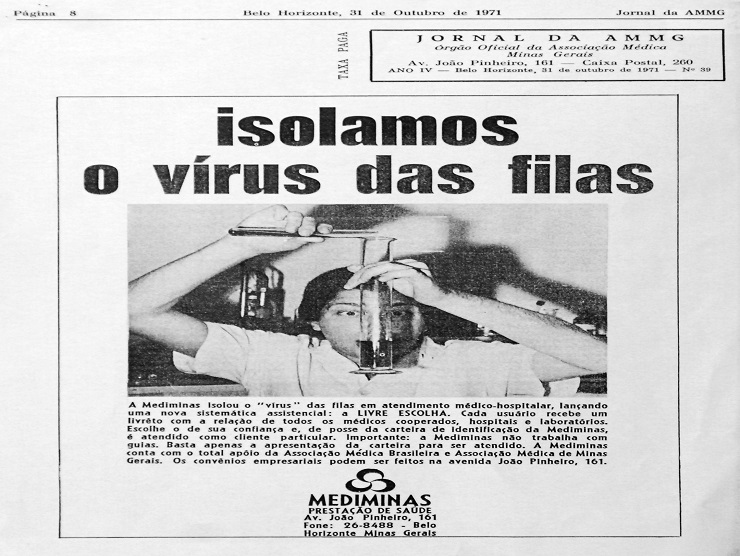 Página 8 Belo Horizonte, 31 de Outubro de 1971 Jornal da AMMG
TAXA PAGA
JORNAL DA AMMG
Órgão Oficial da Associação Médica
Minas Gerais
Av. João Pinheiro, 161 — Caixa Postal, 260
ANO IV — Belo Horizonte, 31 de outubro de 1971 — Nº 39
isolamos
o vírus das filas
A Mediminas isolou o "vírus" das filas em atendimento médico-hospitalar, lançando
uma nova sistemática assistencial: a LIVRE ESCOLHA. Cada usuário recebe um
livrêto com a relação de todos os médicos cooperados, hospitais e laboratórios.
Escolhe o de sua confiança e, de posse da carteira de identificação da Mediminas,
é atendido como cliente particular. Importante: a Mediminas não trabalha com
guias. Basta apenas a apresentação da carteira para ser atendido. A Mediminas
conta com o total apôio da Associação Médica Brasileira e Associação Médica de Minas
Gerais. Os convênios empresariais podem ser feitos na avenida João Pinheiro, 161.
MEDIMINAS
PRESTAÇÃO DE SAÚDE
Av. João Pinheiro, 161
Fone: 26-8488 - Belo
Horizonte Minas Gerais